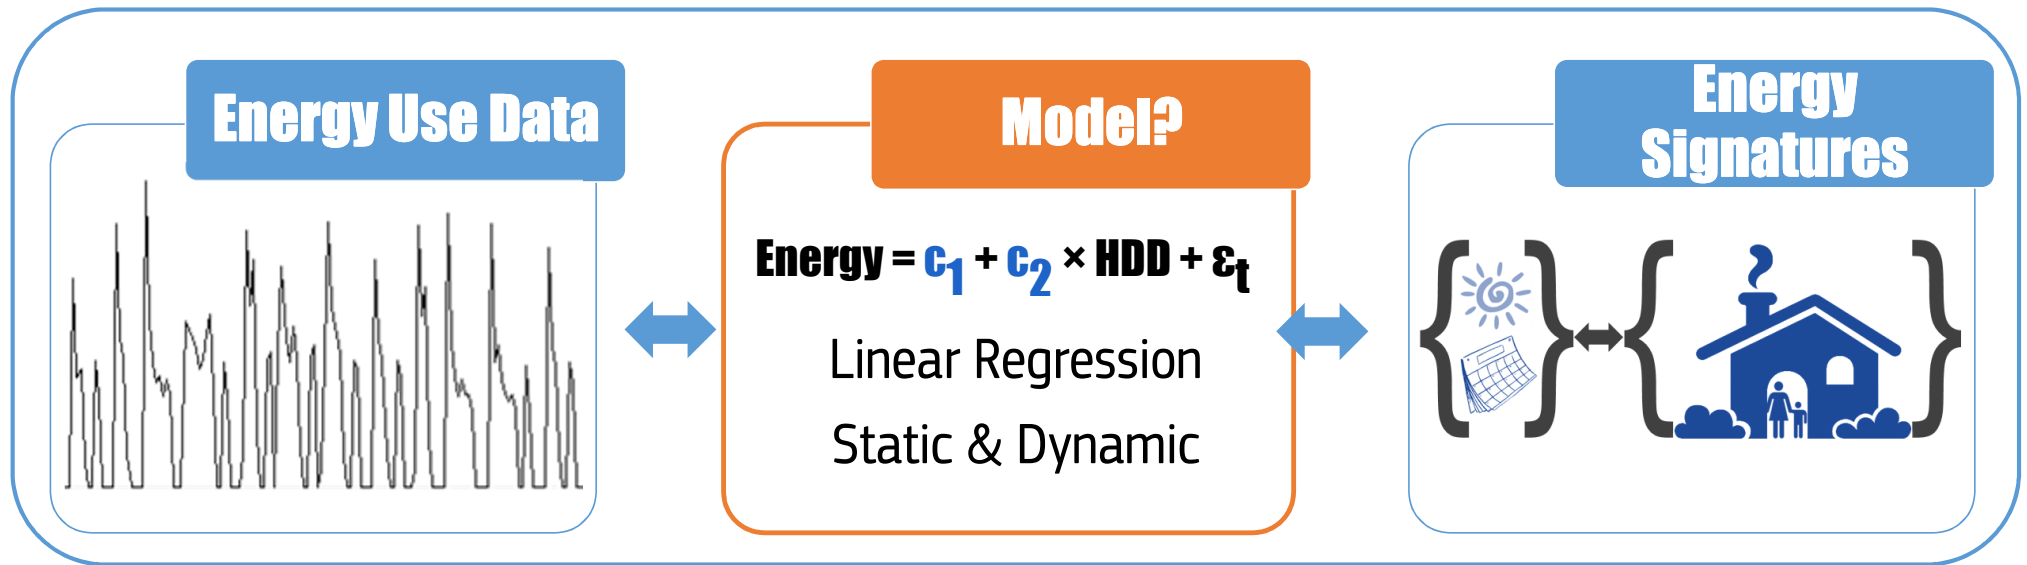 Energy Use Data
Model?
Energy = c1 + c2 × HDD + εt
Linear Regression
Static & Dynamic
Energy
Signatures